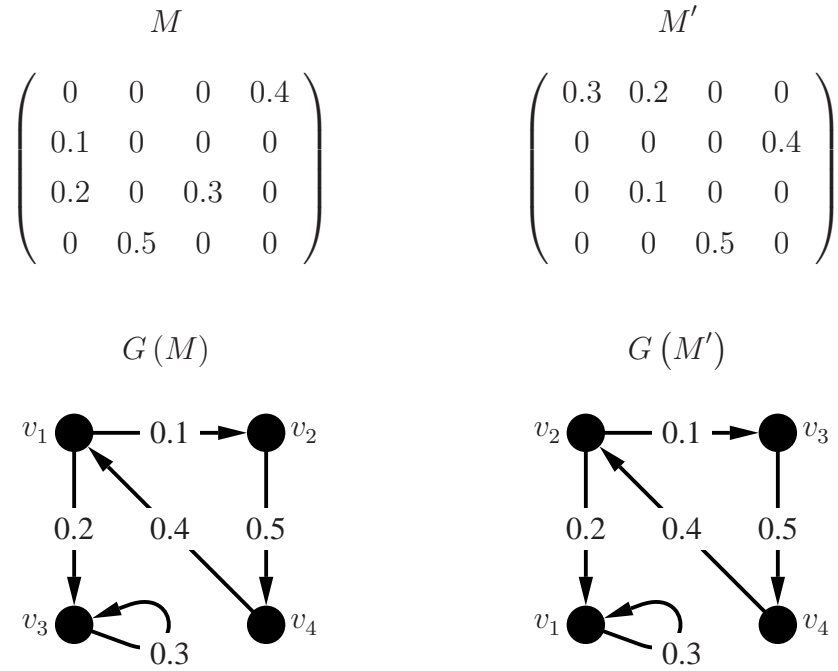 M M′
0 0 0 0.4 0.3 0.2 0 0
0.1 0 0 0 0 0 0 0.4
0.2 0 0.3 0 0 0.1 0 0
0 0.5 0 0 0 0 0.5 0
G (M) G (M′)
v1 0.1 v2 v2 0.1 v3
0.2 0.4 0.5 0.2 0.4 0.5
v3 v4 v1 v4
0.3 0.3